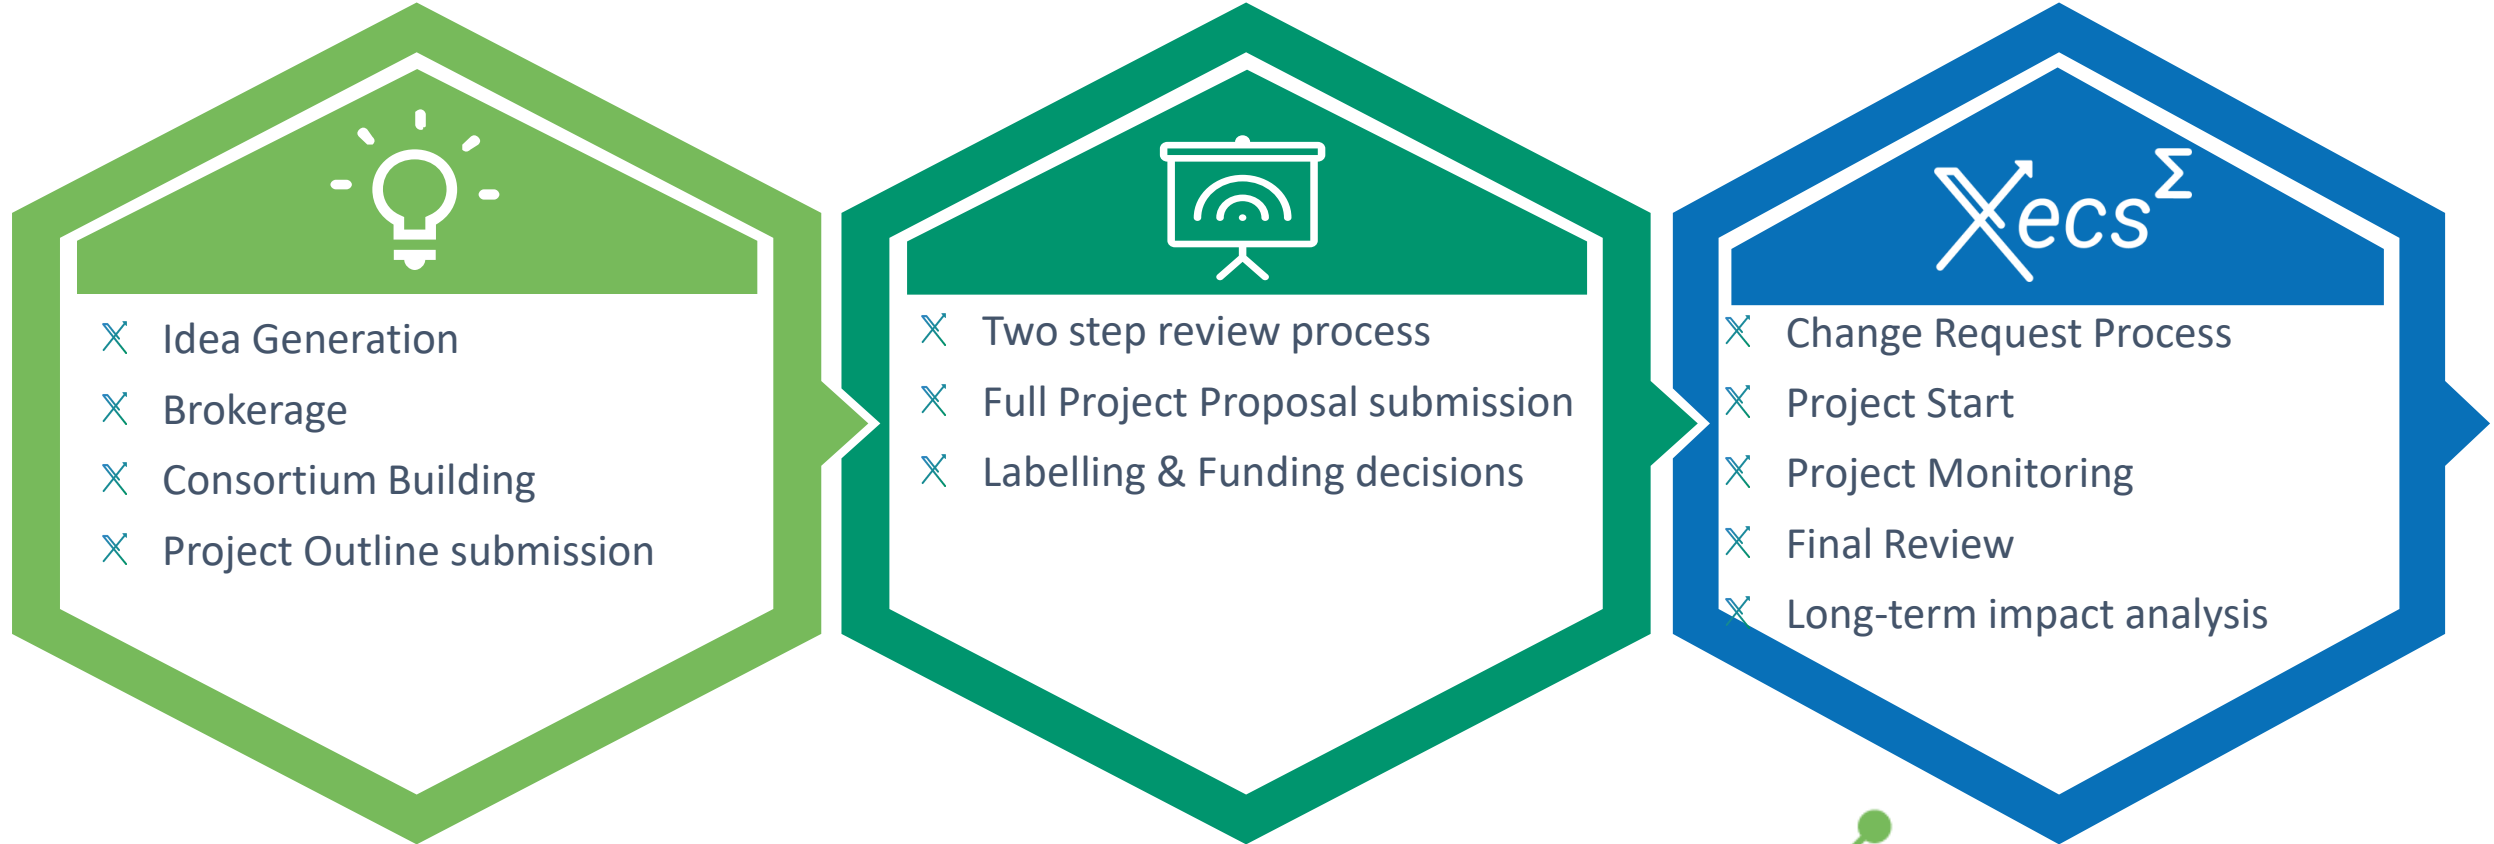 Idea Generation
Brokerage
Consortium Building
Project Outline submission
Two step review process
Full Project Proposal submission
Labelling & Funding decisions
Xecs Σ
Change Request Process
Project Start
Project Monitoring
Final Review
Long-term impact analysis